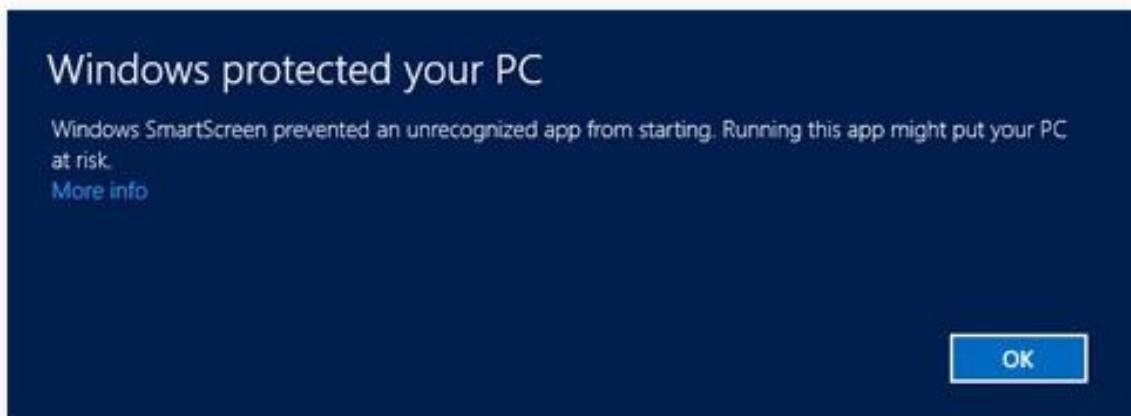 Windows protected your PC
Windows SmartScreen prevented an unrecognized app from starting. Running this app might put your PC
at risk.
More info
OK